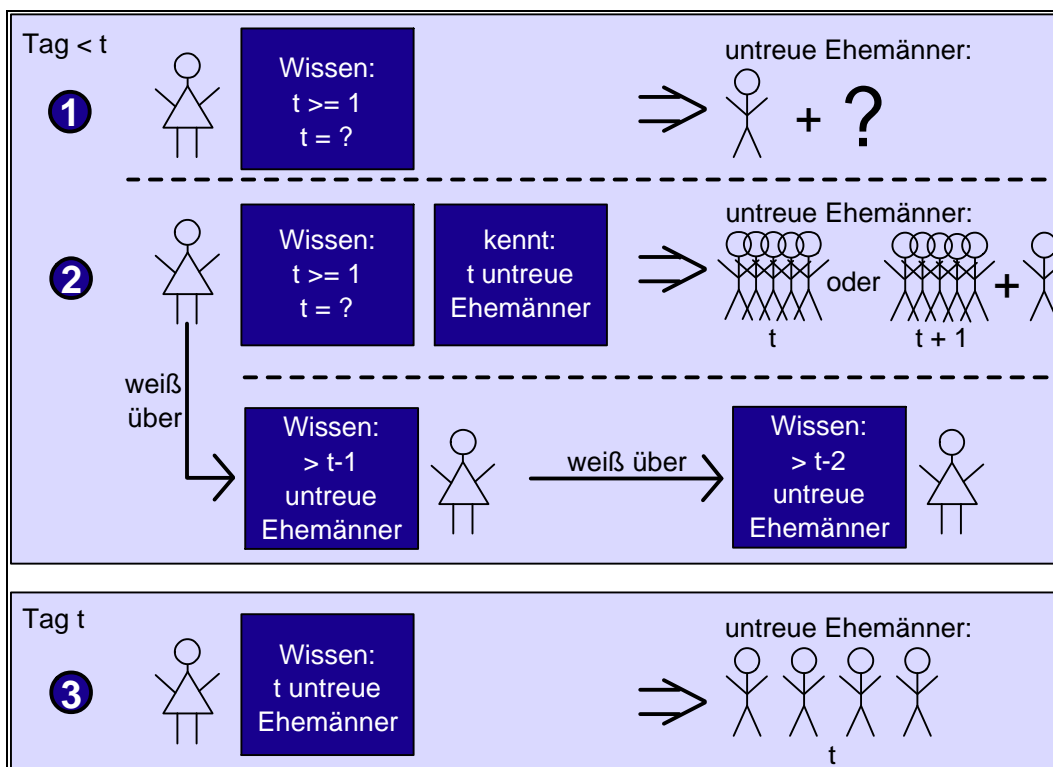 Tag < t
1
Wissen:
t >= 1
t = ?
untreue Ehemänner:
+ ?
2
Wissen:
t >= 1
t = ?
kennt:
t untreue
Ehemänner
untreue Ehemänner:
oder
+
t
t + 1
weiß
über
Wissen:
> t-1
untreue
Ehemänner
weiß über
Wissen:
> t-2
untreue
Ehemänner
Tag t
3
Wissen:
t untreue
Ehemänner
untreue Ehemänner:
t